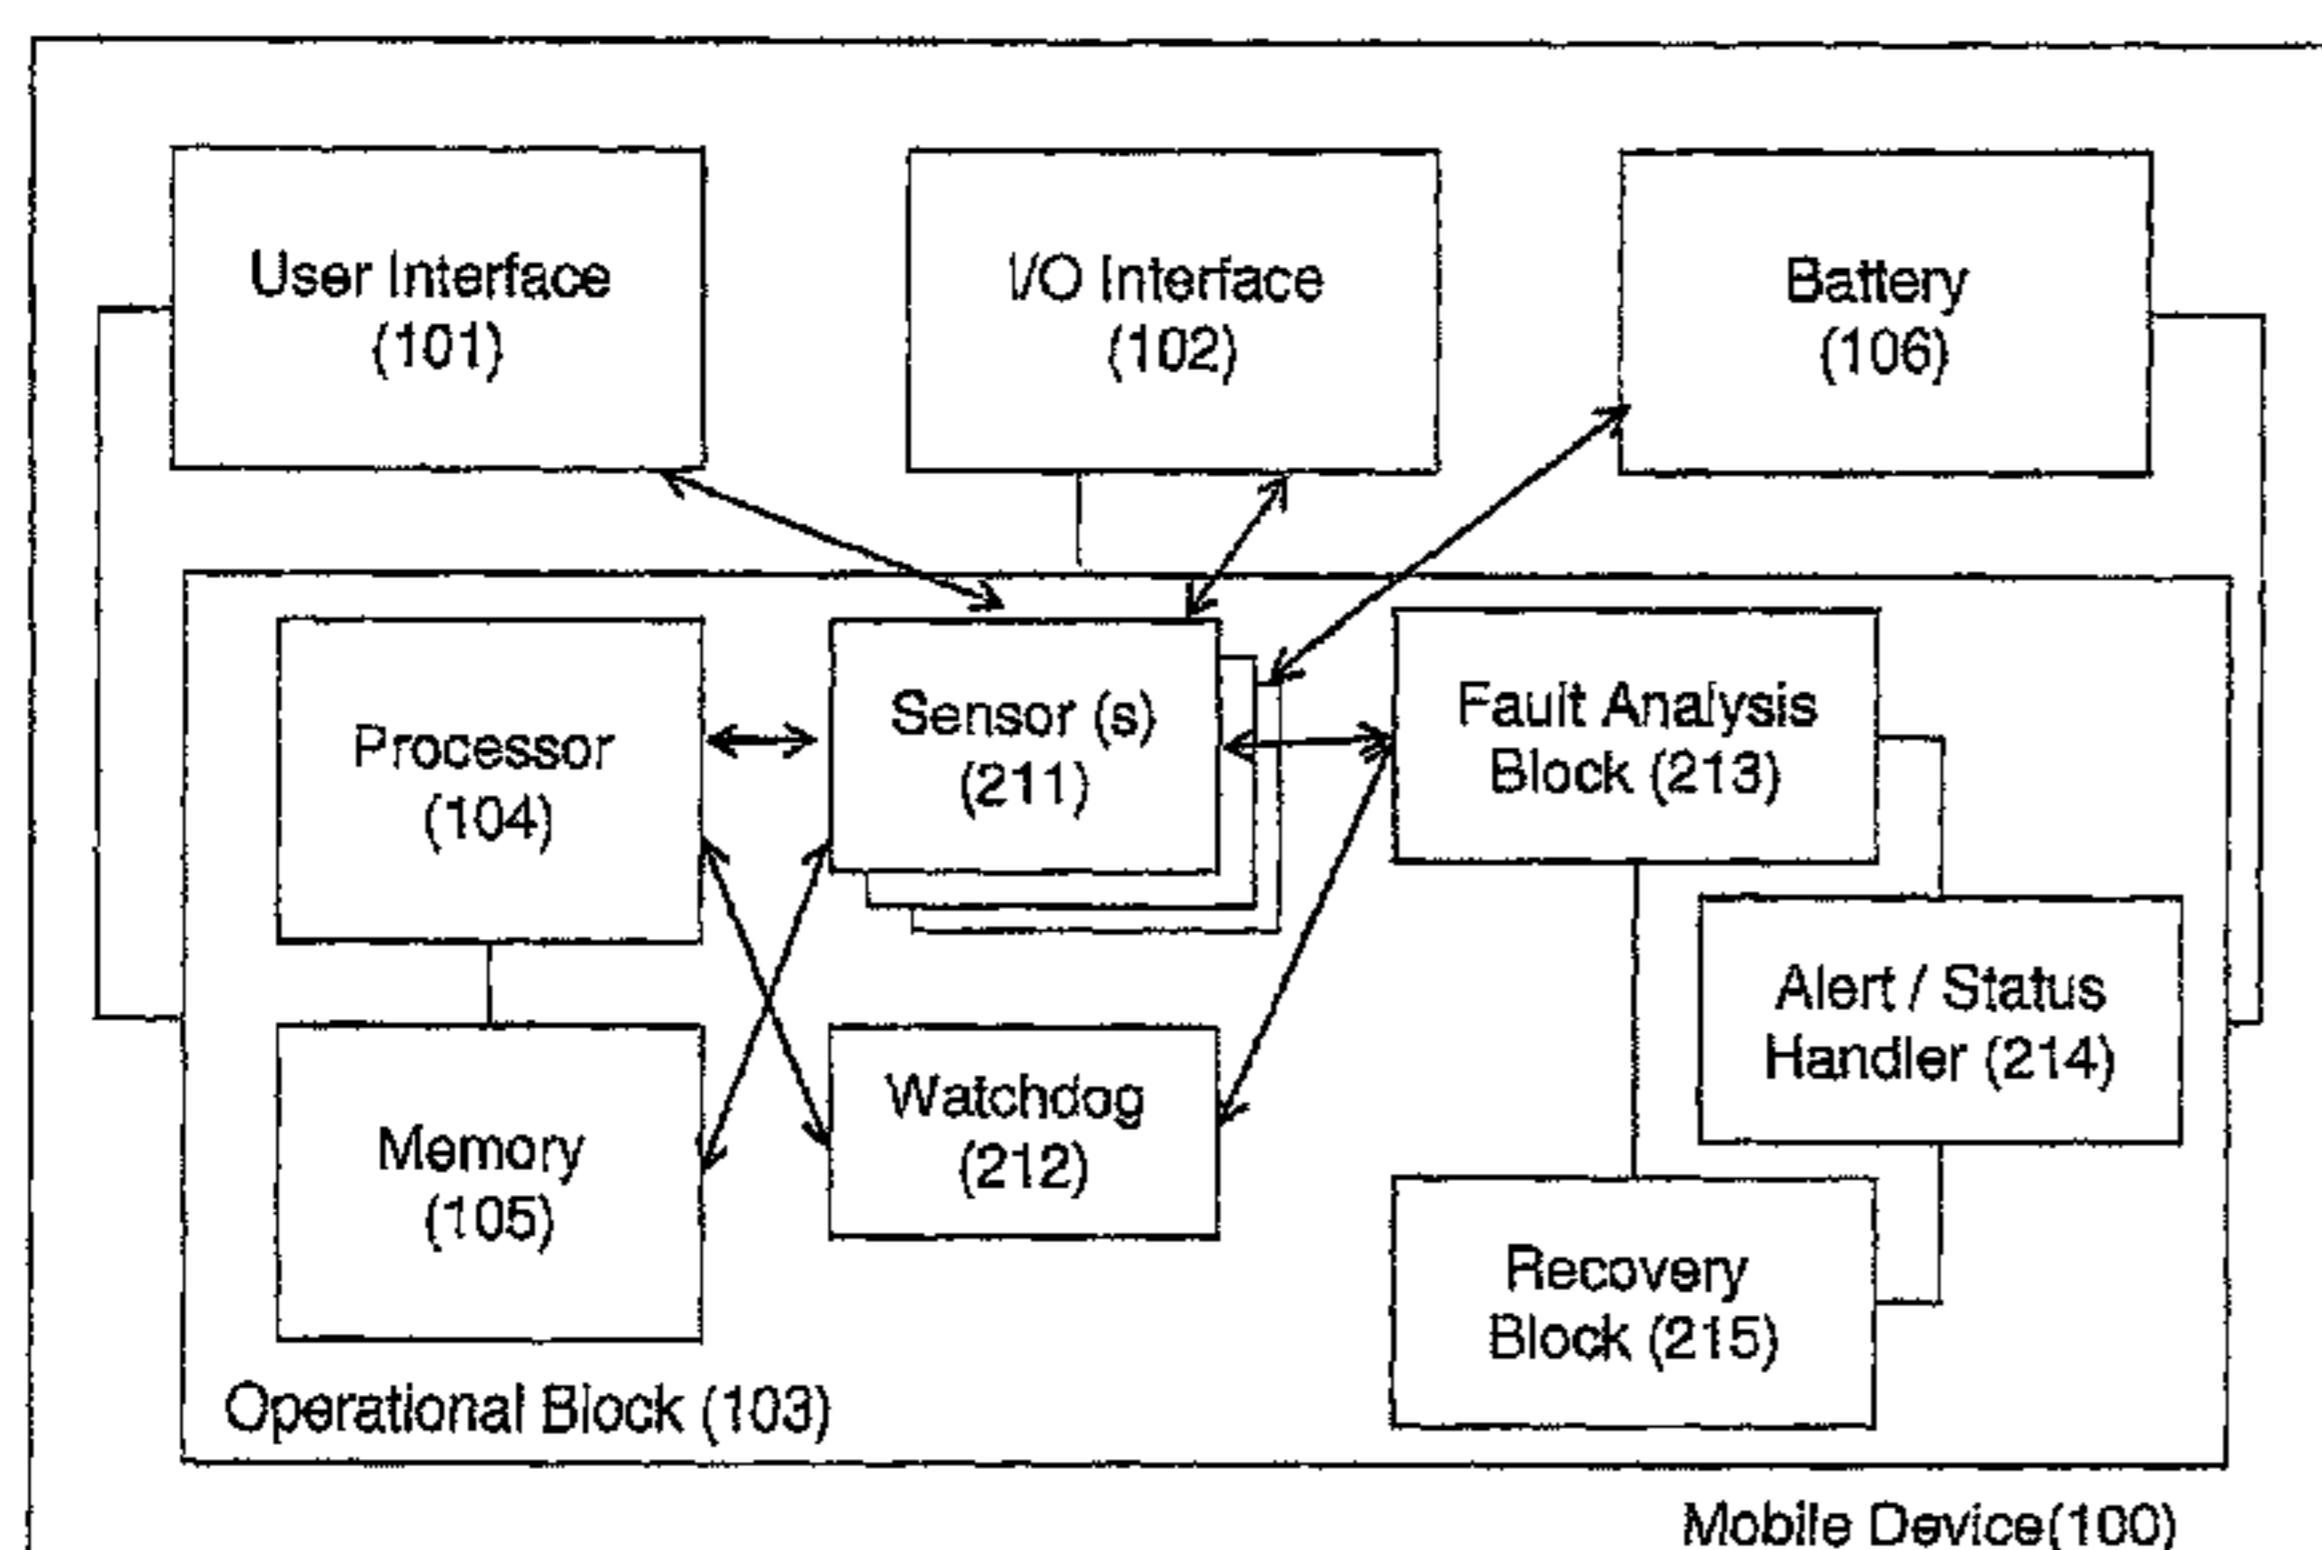 User Interface
(101)
I/O Interface
(102)
Battery
(106)
Processor
(104)
Sensor (s)
(211)
Fault Analysis
Block (213)
Alert / Status
Handler (214)
Memory
(105)
Watchdog
(212)
Recovery
Block (215)
Operational Block (103)
Mobile Device(100)